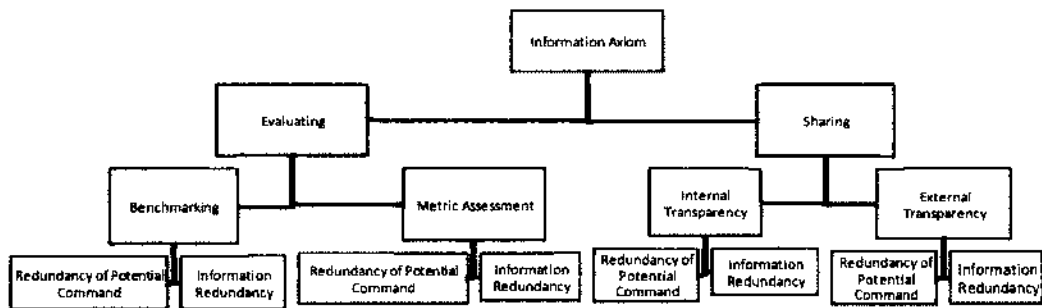 Information Axiom
Evaluating
Sharing
Benchmarking
Metric Assessment
Internal
Transparency
External
Transparency
Redundancy of Potential
Command
Information
Redundancy
Redundancy of Potential
Command
Information
Redundancy
Redundancy of
Potential
Command
Information
Redundancy
Redundancy of
Potential
Command
Information
Redundancy